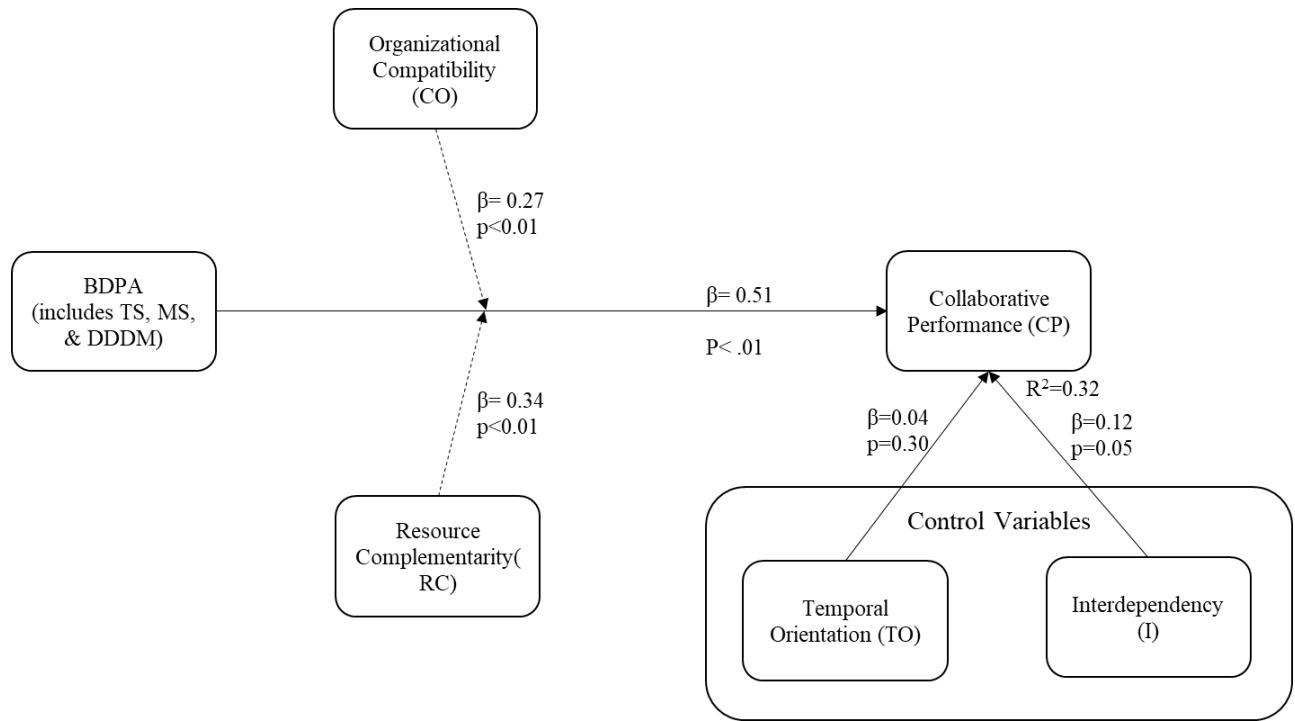 Organizational
Compatibility
(CO)
β= 0.27
p<0.01
BDPA
(includes TS, MS,
& DDDM)
β= 0.51
P< .01
Collaborative
Performance (CP)
R²=0.32
β= 0.34
p<0.01
β=0.04
p=0.30
β=0.12
p=0.05
Resource
Complementarity(
RC)
Control Variables
Temporal
Orientation (TO)
Interdependency
(I)